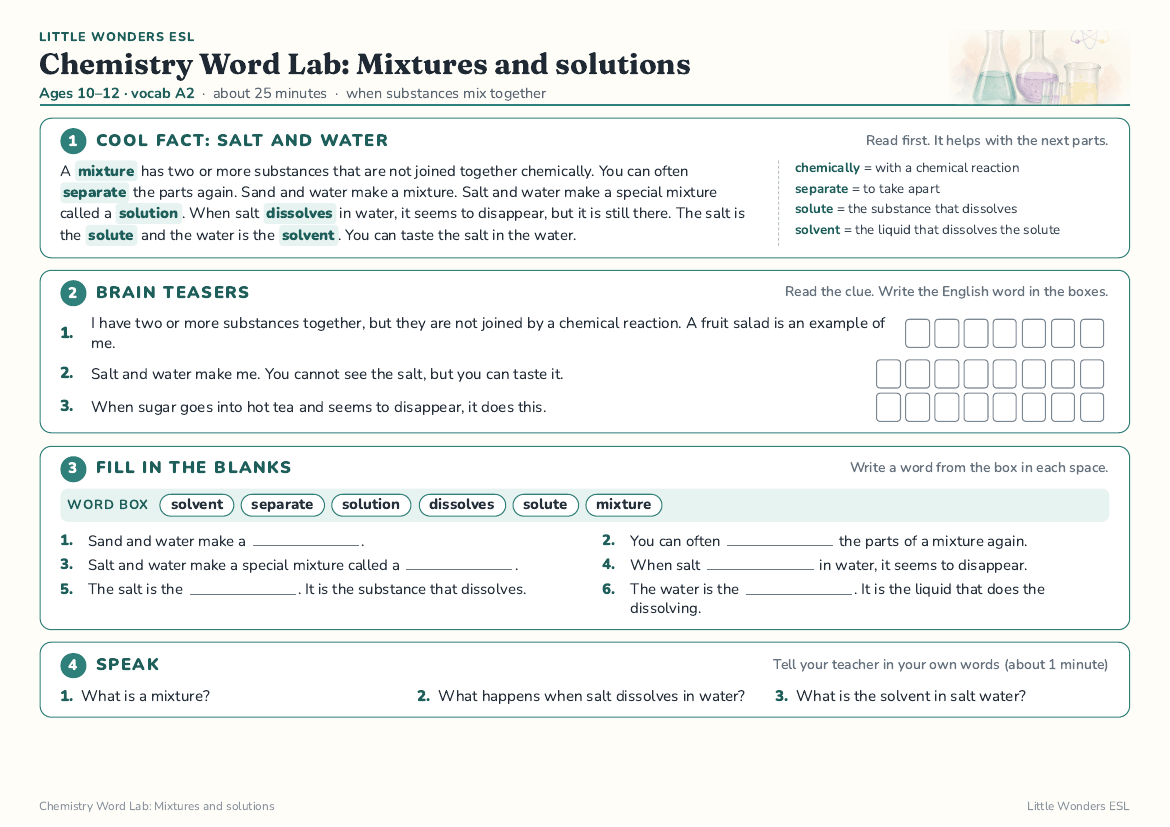 LITTLE WONDERS ESL
Chemistry Word Lab: Mixtures and solutions
Ages 10–12 · vocab A2 · about 25 minutes · when substances mix together
1 COOL FACT: SALT AND WATER
Read first. It helps with the next parts.
A mixture has two or more substances that are not joined together chemically. You can often
separate the parts again. Sand and water make a mixture. Salt and water make a special mixture
called a solution. When salt dissolves in water, it seems to disappear, but it is still there. The salt is
the solute and the water is the solvent. You can taste the salt in the water.
chemically = with a chemical reaction
separate = to take apart
solute = the substance that dissolves
solvent = the liquid that dissolves the solute
2 BRAIN TEASERS
Read the clue. Write the English word in the boxes.
1. I have two or more substances together, but they are not joined by a chemical reaction. A fruit salad is an example of
me.
2. Salt and water make me. You cannot see the salt, but you can taste it.
3. When sugar goes into hot tea and seems to disappear, it does this.
3 FILL IN THE BLANKS
Write a word from the box in each space.
WORD BOX solvent separate solution dissolves solute mixture
1. Sand and water make a ____________.
2. You can often ____________ the parts of a mixture again.
3. Salt and water make a special mixture called a ____________.
4. When salt ____________ in water, it seems to disappear.
5. The salt is the ____________. It is the substance that dissolves.
6. The water is the ____________. It is the liquid that does the
dissolving.
4 SPEAK
Tell your teacher in your own words (about 1 minute)
1. What is a mixture?
2. What happens when salt dissolves in water?
3. What is the solvent in salt water?
Chemistry Word Lab: Mixtures and solutions
Little Wonders ESL